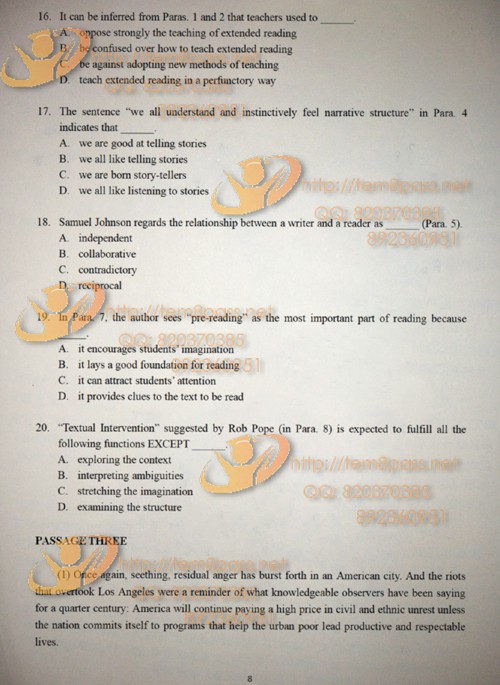 16. It can be inferred from Paras. 1 and 2 that teachers used to ______.
A. oppose strongly the teaching of extended reading
B. be confused over how to teach extended reading
C. be against adopting new methods of teaching
D. teach extended reading in a perfunctory way
17. The sentence “we all understand and instinctively feel narrative structure” in Para. 4
indicates that ______.
A. we are good at telling stories
B. we all like telling stories
C. we are born story-tellers
D. we all like listening to stories
http://tem8pass.net
QQ: 800370385
892360951
18. Samuel Johnson regards the relationship between a writer and a reader as ______ (Para. 5).
A. independent
B. collaborative
C. contradictory
D. reciprocal
19. In Para. 7, the author sees “pre-reading” as the most important part of reading because
______.
A. it encourages students’ imagination
B. it lays a good foundation for reading
C. it can attract students’ attention
D. it provides clues to the text to be read
20. “Textual Intervention” suggested by Rob Pope (in Para. 8) is expected to fulfill all the
following functions EXCEPT ______.
A. exploring the context
B. interpreting ambiguities
C. stretching the imagination
D. examining the structure
PASSAGE THREE
(1) Once again, seething, residual anger has burst forth in an American city. And the riots
that overtook Los Angeles were a reminder of what knowledgeable observers have been saying
for a quarter century: America will continue paying a high price in civil and ethnic unrest unless
the nation commits itself to programs that help the urban poor lead productive and respectable
lives.
8